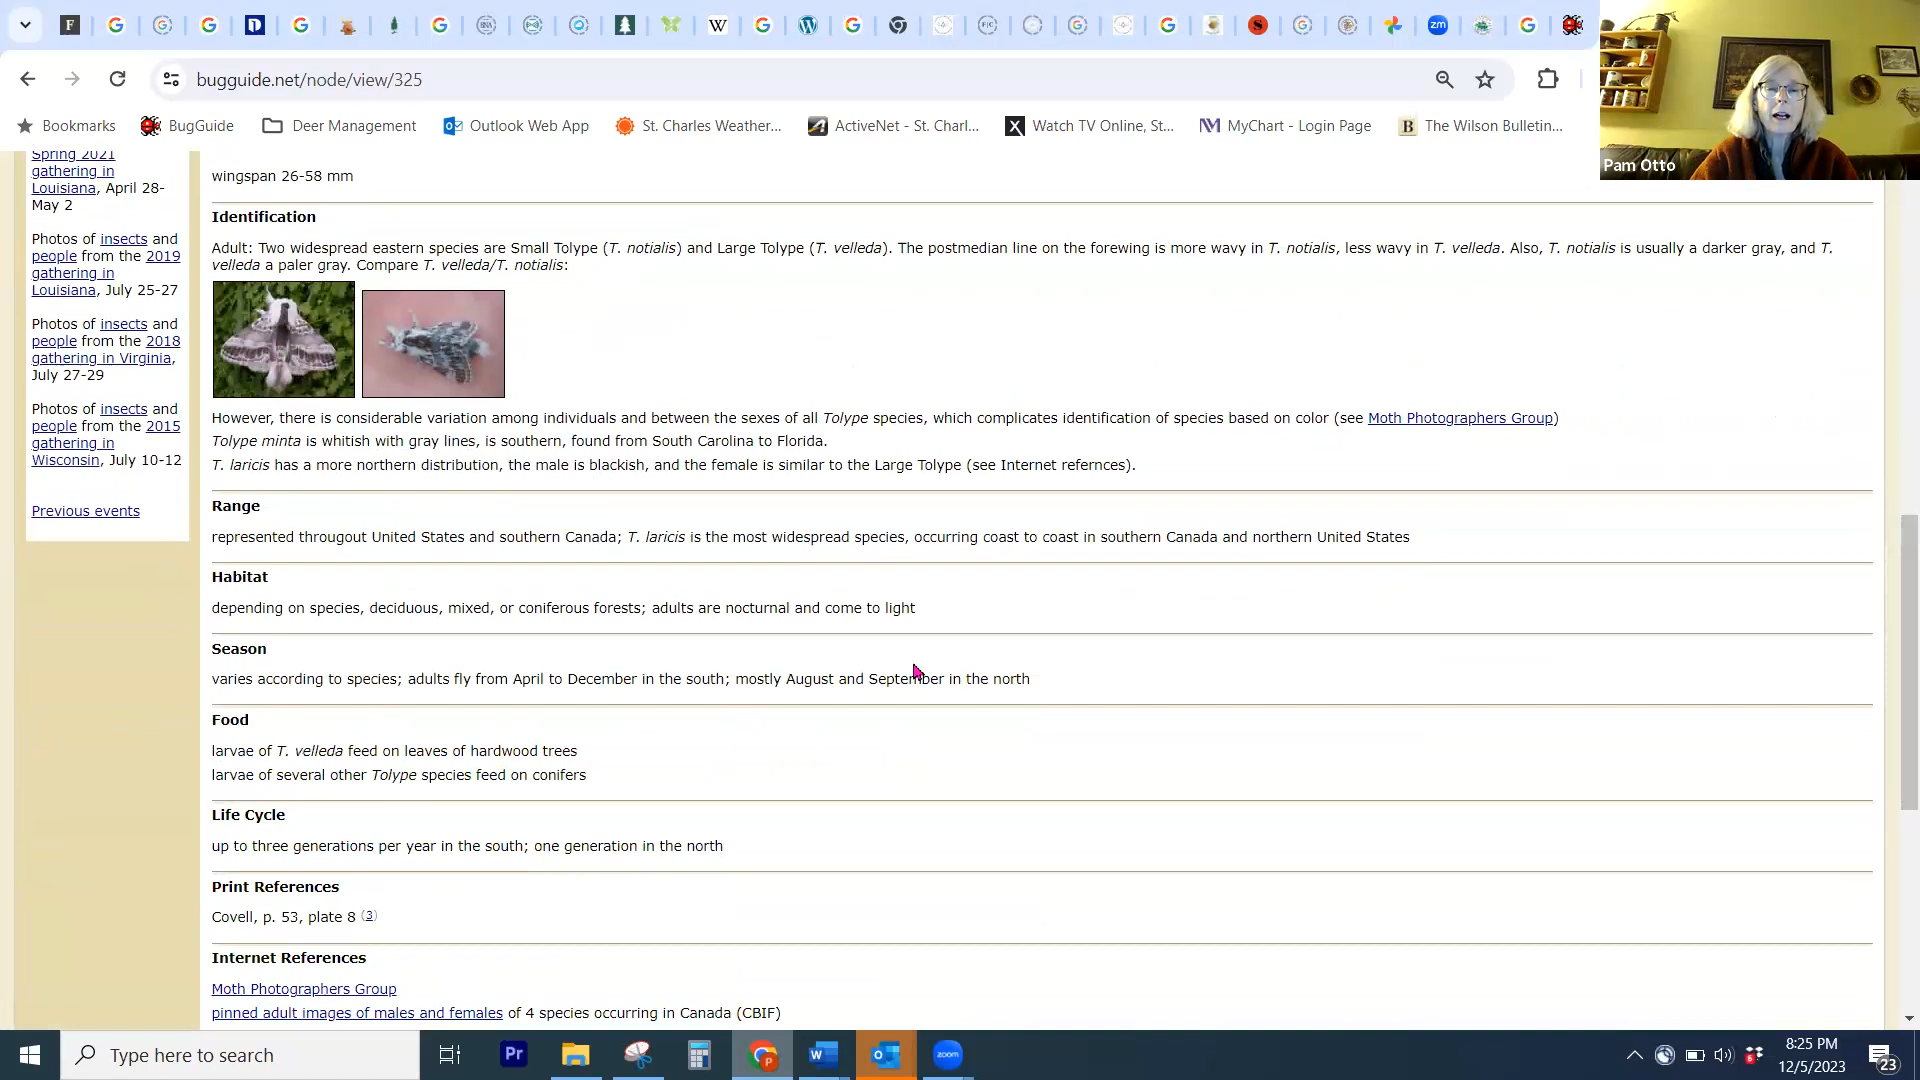 bugguide.net/node/view/325
Bookmarks
BugGuide
Deer Management
Outlook Web App
St. Charles Weather...
ActiveNet - St. Charl...
Watch TV Online, St...
MyChart - Login Page
The Wilson Bulletin...
Pam Otto
Spring 2021
gathering in
Louisiana, April 28-
May 2
Photos of insects and
people from the 2019
gathering in
Louisiana, July 25-27
Photos of insects and
people from the 2018
gathering in Virginia,
July 27-29
Photos of insects and
people from the 2015
gathering in
Wisconsin, July 10-12
Previous events
wingspan 26-58 mm
Identification
Adult: Two widespread eastern species are Small Tolype (T. notialis) and Large Tolype (T. velleda). The postmedian line on the forewing is more wavy in T. notialis, less wavy in T. velleda. Also, T. notialis is usually a darker gray, and T.
velleda a paler gray. Compare T. velleda/T. notialis:
However, there is considerable variation among individuals and between the sexes of all Tolype species, which complicates identification of species based on color (see Moth Photographers Group)
Tolype minta is whitish with gray lines, is southern, found from South Carolina to Florida.
T. laricis has a more northern distribution, the male is blackish, and the female is similar to the Large Tolype (see Internet refernces).
Range
represented througout United States and southern Canada; T. laricis is the most widespread species, occurring coast to coast in southern Canada and northern United States
Habitat
depending on species, deciduous, mixed, or coniferous forests; adults are nocturnal and come to light
Season
varies according to species; adults fly from April to December in the south; mostly August and September in the north
Food
larvae of T. velleda feed on leaves of hardwood trees
larvae of several other Tolype species feed on conifers
Life Cycle
up to three generations per year in the south; one generation in the north
Print References
Covell, p. 53, plate 8 (3)
Internet References
Moth Photographers Group
pinned adult images of males and females of 4 species occurring in Canada (CBIF)
Type here to search
8:25 PM
12/5/2023
23